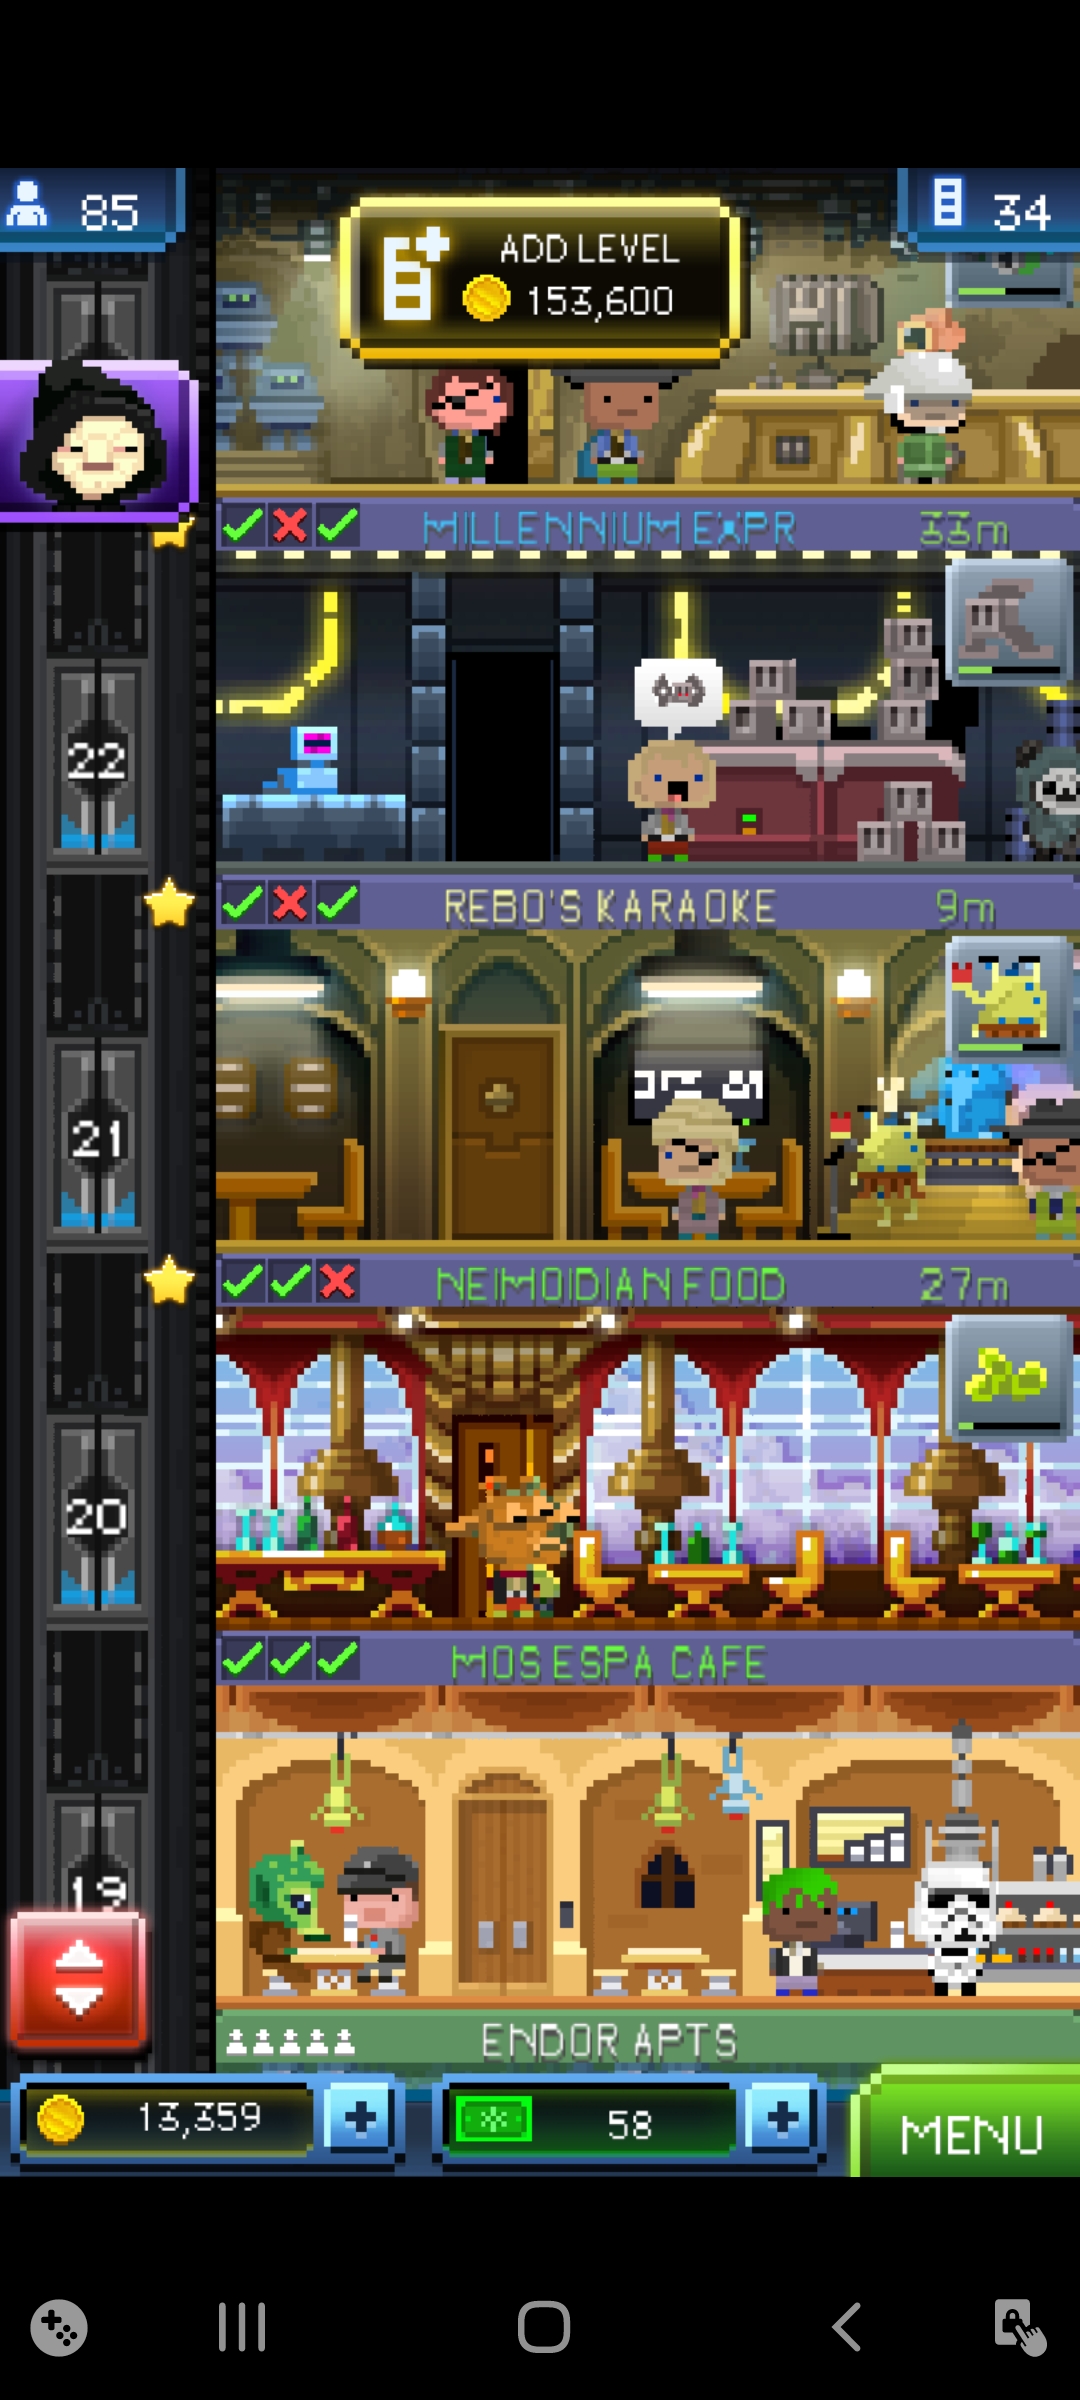 85
34
ADD LEVEL
153,600
MILLENNIUM EXPR 33m
22
REBO'S KARAOKE 9m
21
NEIMOIDIAN FOOD 27m
20
MOS ESPA CAFE
19
ENDOR APTS
13,359
58
MENU